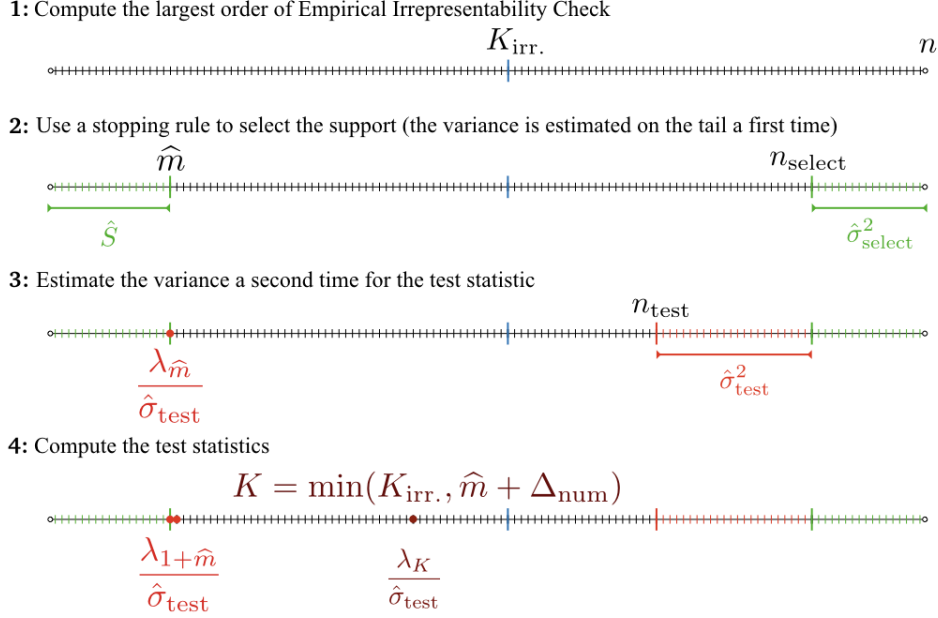 1: Compute the largest order of Empirical Irrepresentability Check
K_irr.
n
2: Use a stopping rule to select the support (the variance is estimated on the tail a first time)
m̂
n_select
Ŝ
σ̂²_select
3: Estimate the variance a second time for the test statistic
n_test
λ_m̂ / σ̂_test
σ̂²_test
4: Compute the test statistics
K = min(K_irr., m̂ + Δ_num)
λ_{1+m̂} / σ̂_test
λ_K / σ̂_test